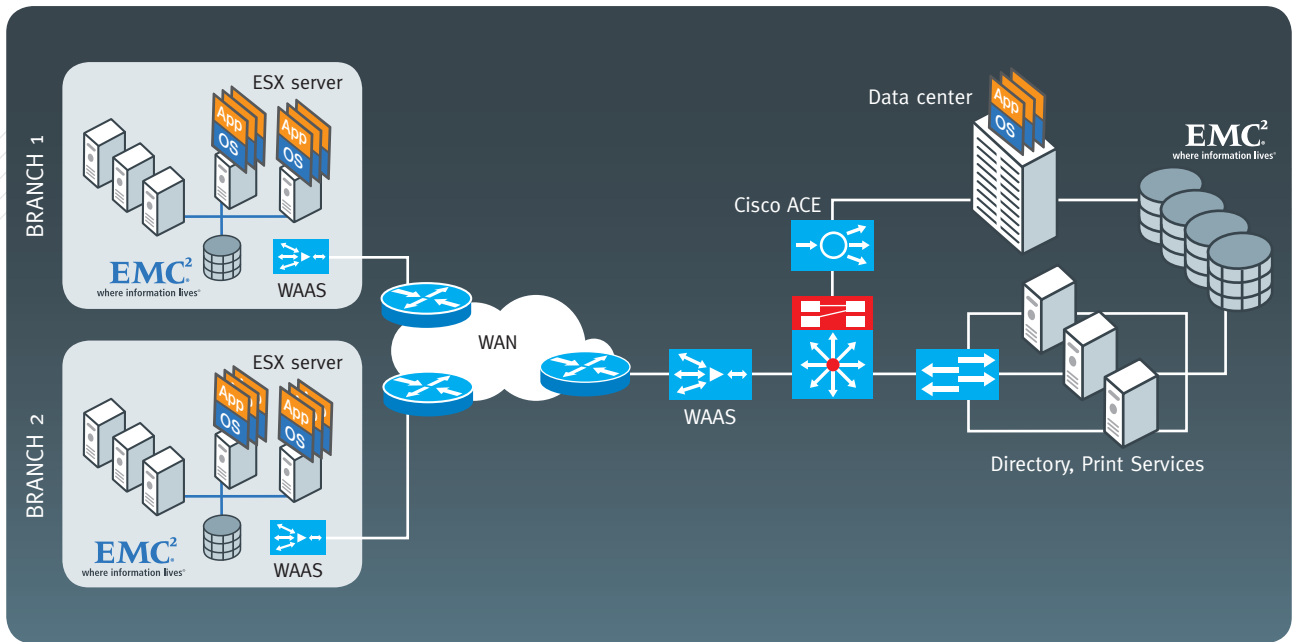 BRANCH 1
ESX server
App
OS
App
OS
EMC²
where information lives®
WAAS
BRANCH 2
ESX server
App
OS
App
OS
EMC²
where information lives®
WAAS
WAN
WAAS
Cisco ACE
Data center
App
OS
EMC²
where information lives®
Directory, Print Services